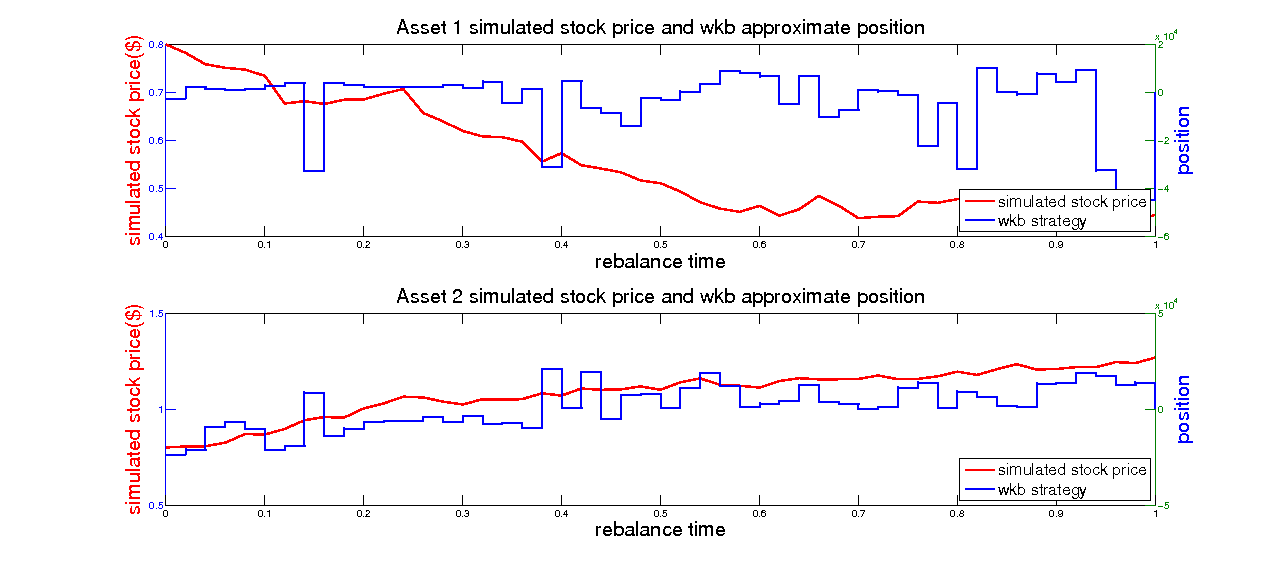 Asset 1 simulated stock price and wkb approximate position
x 10^4
simulated stock price($)
0.8
0.7
0.6
0.5
0.4
2
0
-2
-4
-6
position
simulated stock price
wkb strategy
0 0.1 0.2 0.3 0.4 0.5 0.6 0.7 0.8 0.9 1
rebalance time
Asset 2 simulated stock price and wkb approximate position
x 10^4
simulated stock price($)
1.5
1
0.5
5
0
-5
position
simulated stock price
wkb strategy
0 0.1 0.2 0.3 0.4 0.5 0.6 0.7 0.8 0.9 1
rebalance time